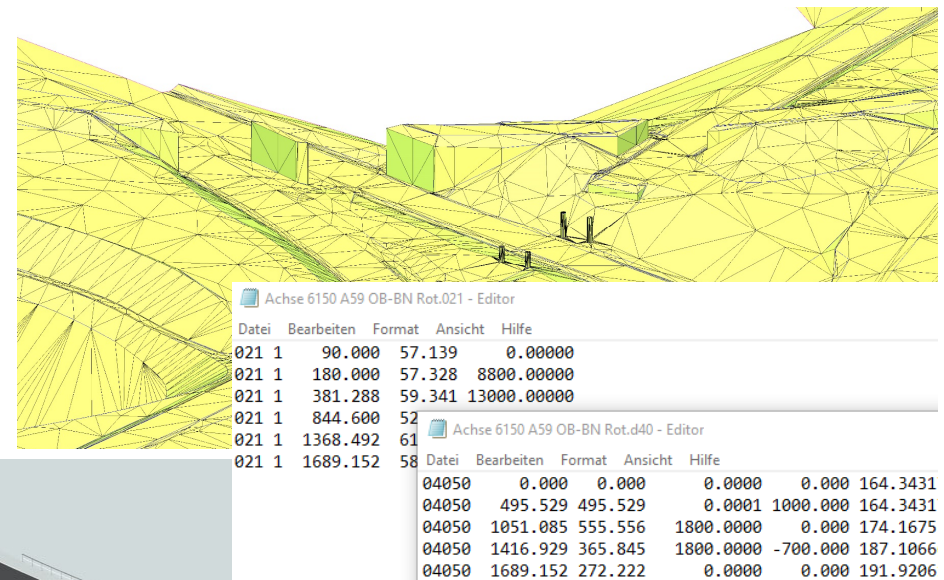 Achse 6150 A59 OB-BN Rot.021 - Editor
Datei Bearbeiten Format Ansicht Hilfe
021 1 90.000 57.139 0.00000
021 1 180.000 57.328 8800.00000
021 1 381.288 59.341 13000.00000
021 1 844.600 52
021 1 1368.492 61
021 1 1689.152 58
Achse 6150 A59 OB-BN Rot.d40 - Editor
Datei Bearbeiten Format Ansicht Hilfe
04050 0.000 0.000 0.0000 0.000 164.3431
04050 495.529 495.529 0.0001 1000.000 164.3431
04050 1051.085 555.556 1800.0000 0.000 174.1675
04050 1416.929 365.845 1800.0000 -700.000 187.1066
04050 1689.152 272.222 0.0000 0.000 191.9206